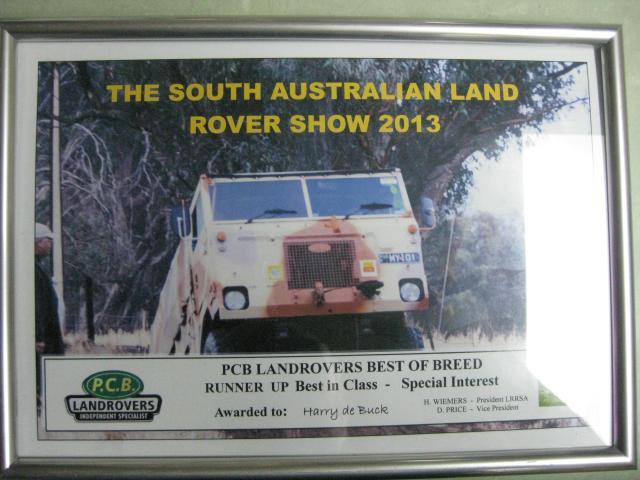 THE SOUTH AUSTRALIAN LAND
ROVER SHOW 2013
P.C.B.
LANDROVERS
INDEPENDENT SPECIALIST
PCB LANDROVERS BEST OF BREED
RUNNER UP Best in Class - Special Interest
Awarded to: Harry de Buck
H. WIEMERS - President LRRSA
D. PRICE - Vice President